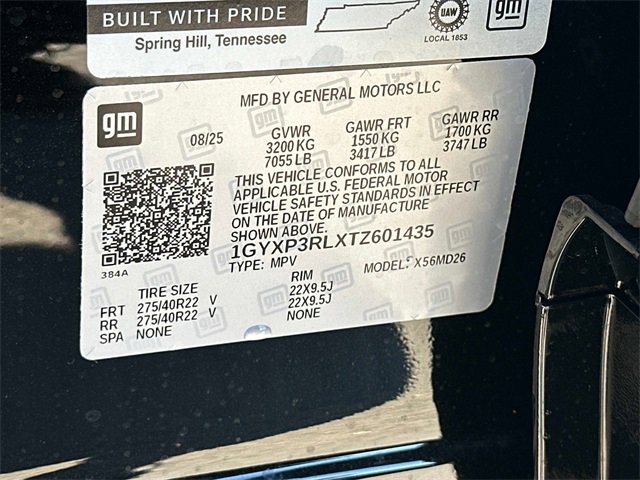 BUILT WITH PRIDE
Spring Hill, Tennessee
UAW
LOCAL 1853
gm
gm
MFD BY GENERAL MOTORS LLC
08/25
GVWR GAWR FRT GAWR RR
3200 KG 1550 KG 1700 KG
7055 LB 3417 LB 3747 LB
THIS VEHICLE CONFORMS TO ALL
APPLICABLE U.S. FEDERAL MOTOR
VEHICLE SAFETY STANDARDS IN EFFECT
ON THE DATE OF MANUFACTURE
SHOWN ABOVE.
1GYXP3RLXTZ601435
384A
TYPE: MPV MODEL: X56MD26
TIRE SIZE RIM
FRT 275/40R22 V 22X9.5J
RR 275/40R22 V 22X9.5J
SPA NONE NONE